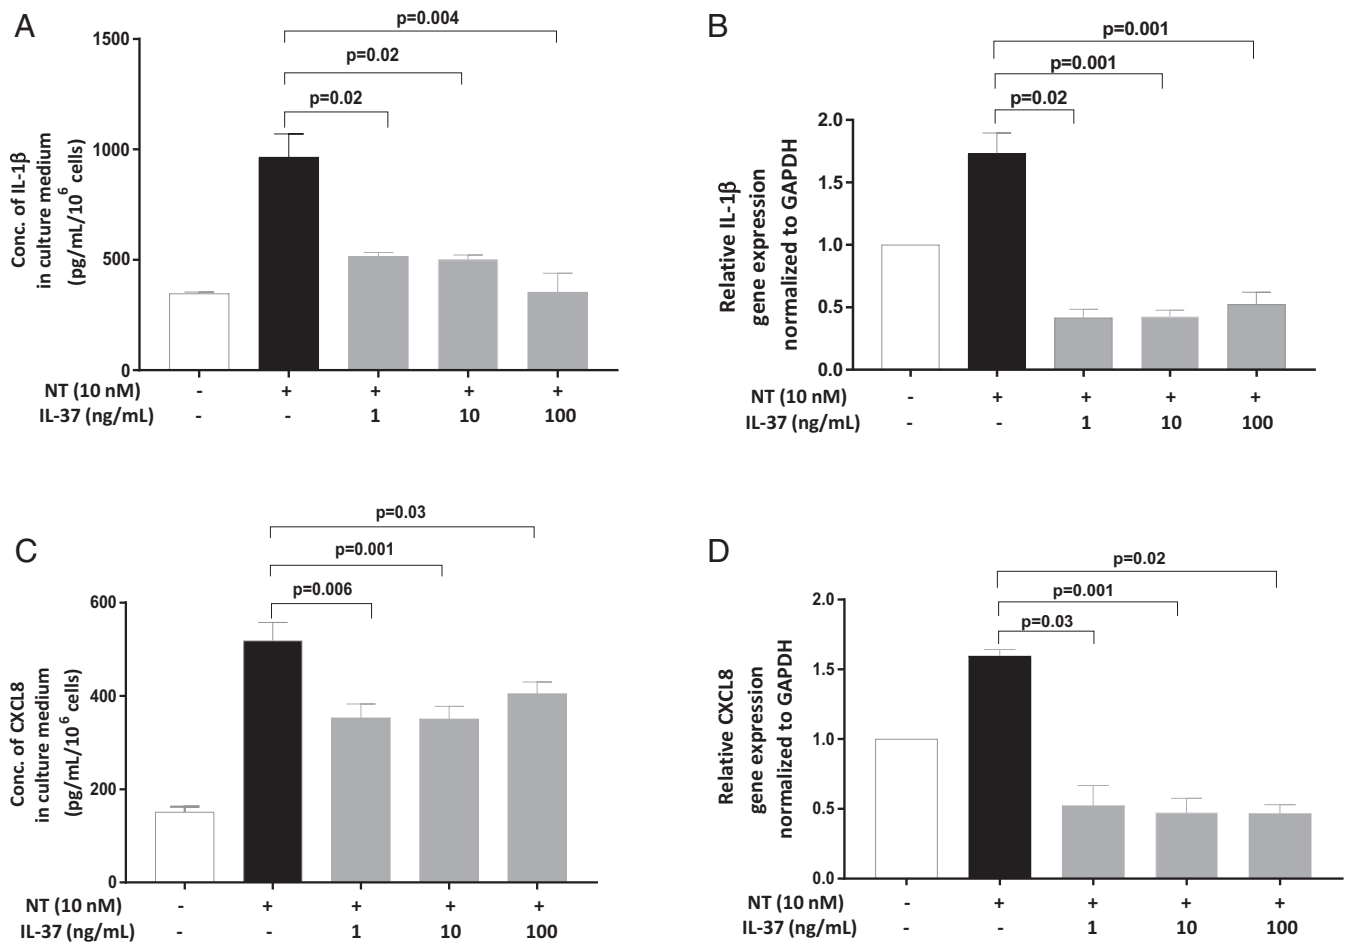 A
p=0.004
p=0.02
p=0.02
1500
1000
500
0
Conc. of IL-1β
in culture medium
(pg/mL/10⁶ cells)
NT (10 nM) - + + + +
IL-37 (ng/mL) - - 1 10 100
B
p=0.001
p=0.001
p=0.02
2.0
1.5
1.0
0.5
0.0
Relative IL-1β
gene expression
normalized to GAPDH
NT (10 nM) - + + + +
IL-37 (ng/mL) - - 1 10 100
C
p=0.03
p=0.001
p=0.006
600
400
200
0
Conc. of CXCL8
in culture medium
(pg/mL/10⁶ cells)
NT (10 nM) - + + + +
IL-37 (ng/mL) - - 1 10 100
D
p=0.02
p=0.001
p=0.03
2.0
1.5
1.0
0.5
0.0
Relative CXCL8
gene expression
normalized to GAPDH
NT (10 nM) - + + + +
IL-37 (ng/mL) - - 1 10 100